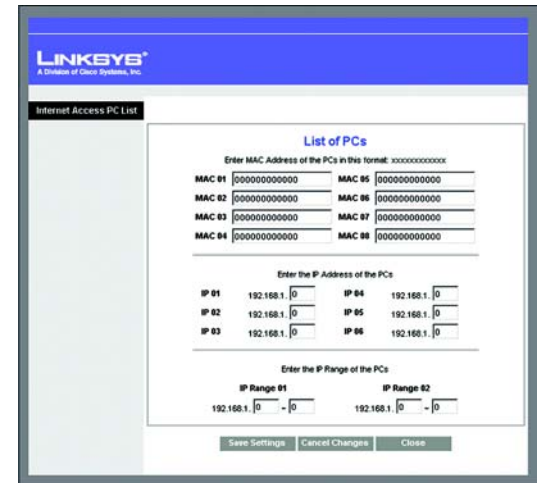 LINKSYS®
A Division of Cisco Systems, Inc.
Internet Access PC List
List of PCs
Enter MAC Address of the PCs in this format: xxxxxxxxxxxx
MAC 01 000000000000 MAC 05 000000000000
MAC 02 000000000000 MAC 06 000000000000
MAC 03 000000000000 MAC 07 000000000000
MAC 04 000000000000 MAC 08 000000000000
Enter the IP Address of the PCs
IP 01 192.168.1. 0 IP 04 192.168.1. 0
IP 02 192.168.1. 0 IP 05 192.168.1. 0
IP 03 192.168.1. 0 IP 06 192.168.1. 0
Enter the IP Range of the PCs
IP Range 01 IP Range 02
192.168.1. 0 ~ 0 192.168.1. 0 ~ 0
Save Settings Cancel Changes Close